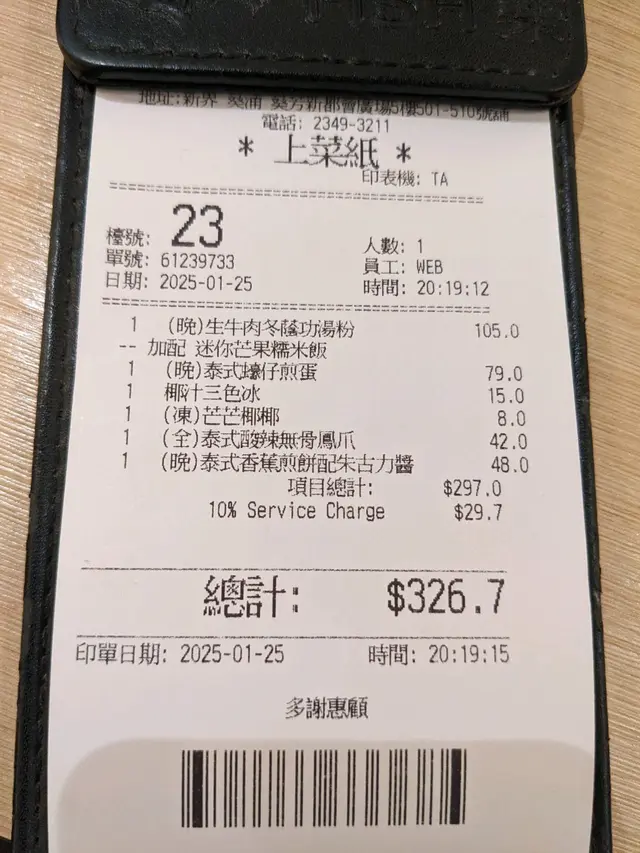 地址:新界 葵涌 葵芳新都會廣場5樓501-510號舖
電話: 2349-3211
* 上菜紙 *
印表機: TA
檯號: 23 人數: 1
單號: 61239733 員工: WEB
日期: 2025-01-25 時間: 20:19:12
1 (晚)生牛肉冬蔭功湯粉 105.0
-- 加配 迷你芒果糯米飯
1 (晚)泰式蠔仔煎蛋 79.0
1 椰汁三色冰 15.0
1 (凍)芒芒椰椰 8.0
1 (全)泰式酸辣無骨鳳爪 42.0
1 (晚)泰式香蕉煎餅配朱古力醬 48.0
項目總計: $297.0
10% Service Charge $29.7
總計: $326.7
印單日期: 2025-01-25 時間: 20:19:15
多謝惠顧